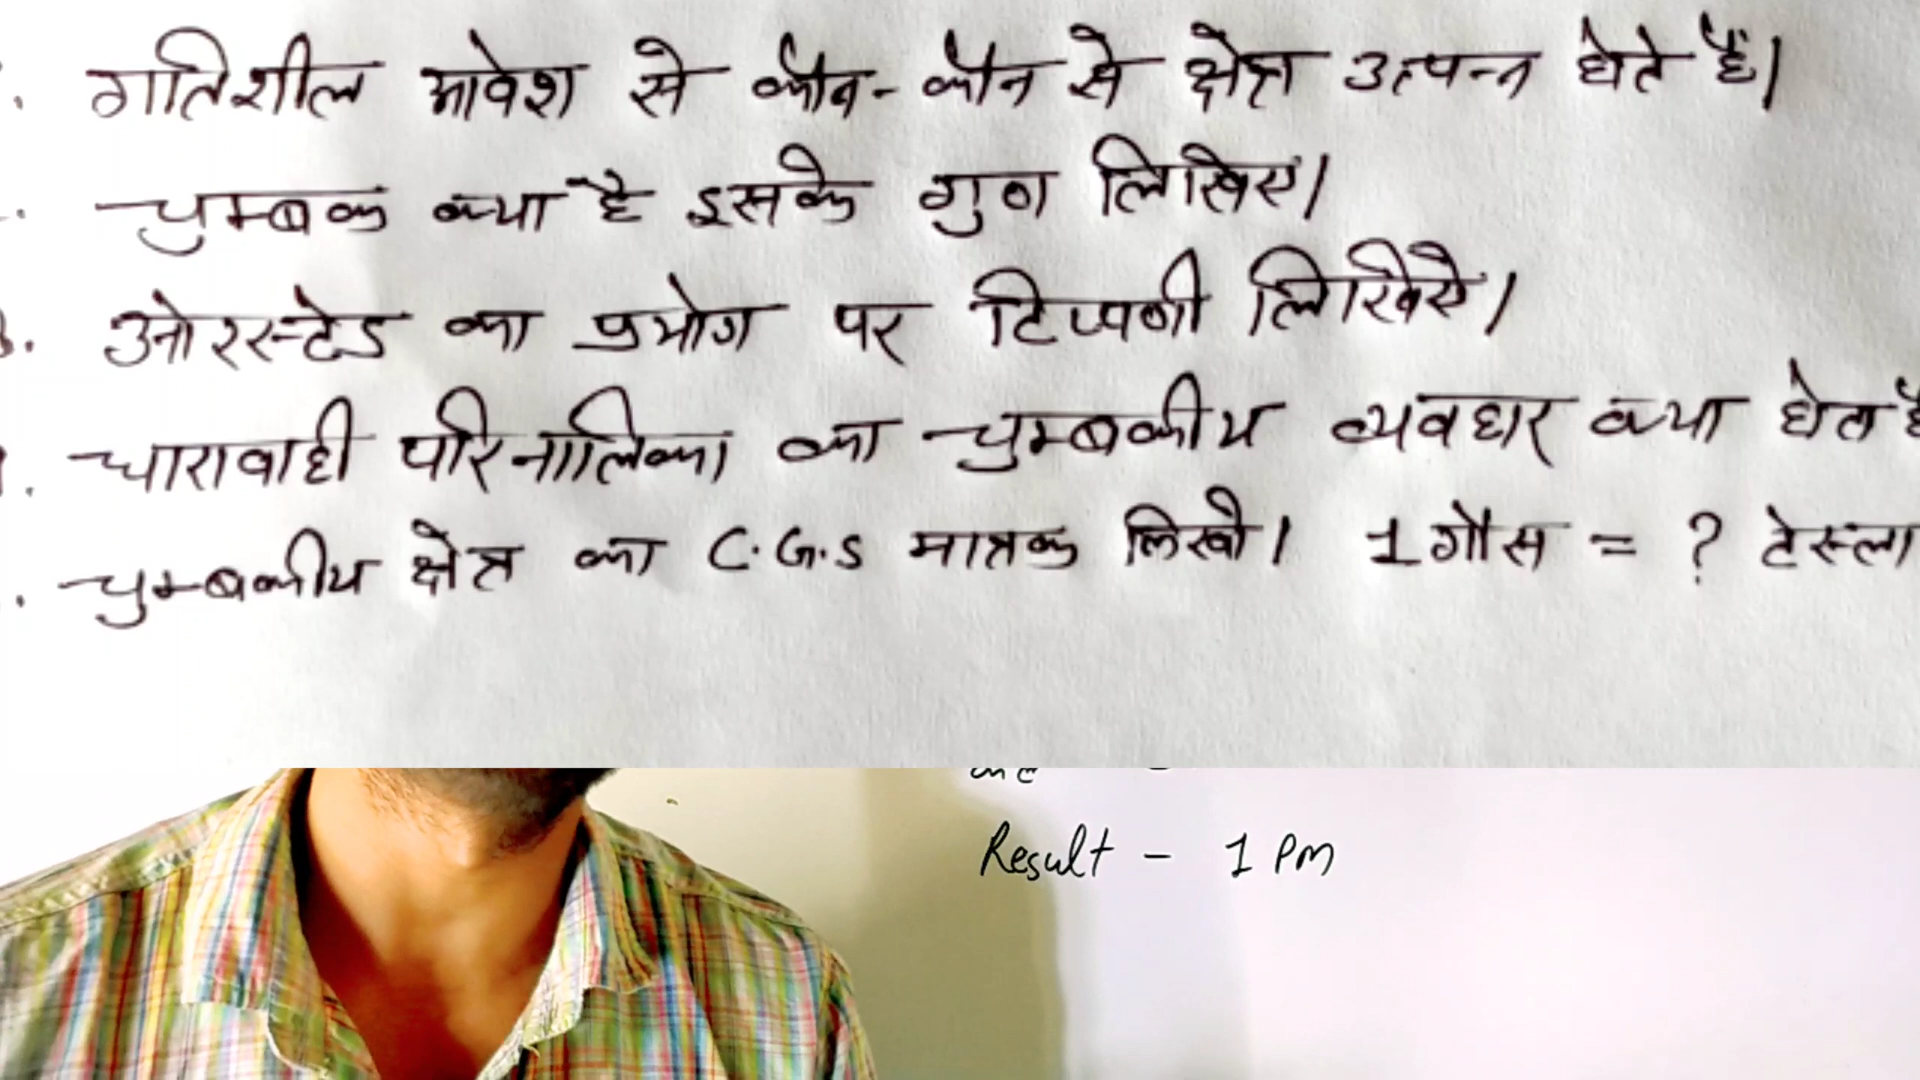 गतिशील आवेश से कौन-कौन से क्षेत्र उत्पन्न होते हैं।
चुम्बक क्या है इसके गुण लिखिए।
3. ओरस्टेड का प्रयोग पर टिप्पणी लिखिये।
धारावाही परिनालिका का चुम्बकीय व्यवहार क्या होता है
चुम्बकीय क्षेत्र का C.G.S मात्रक लिखो। 1 गौस = ? टेस्ला
Result - 1 Pm